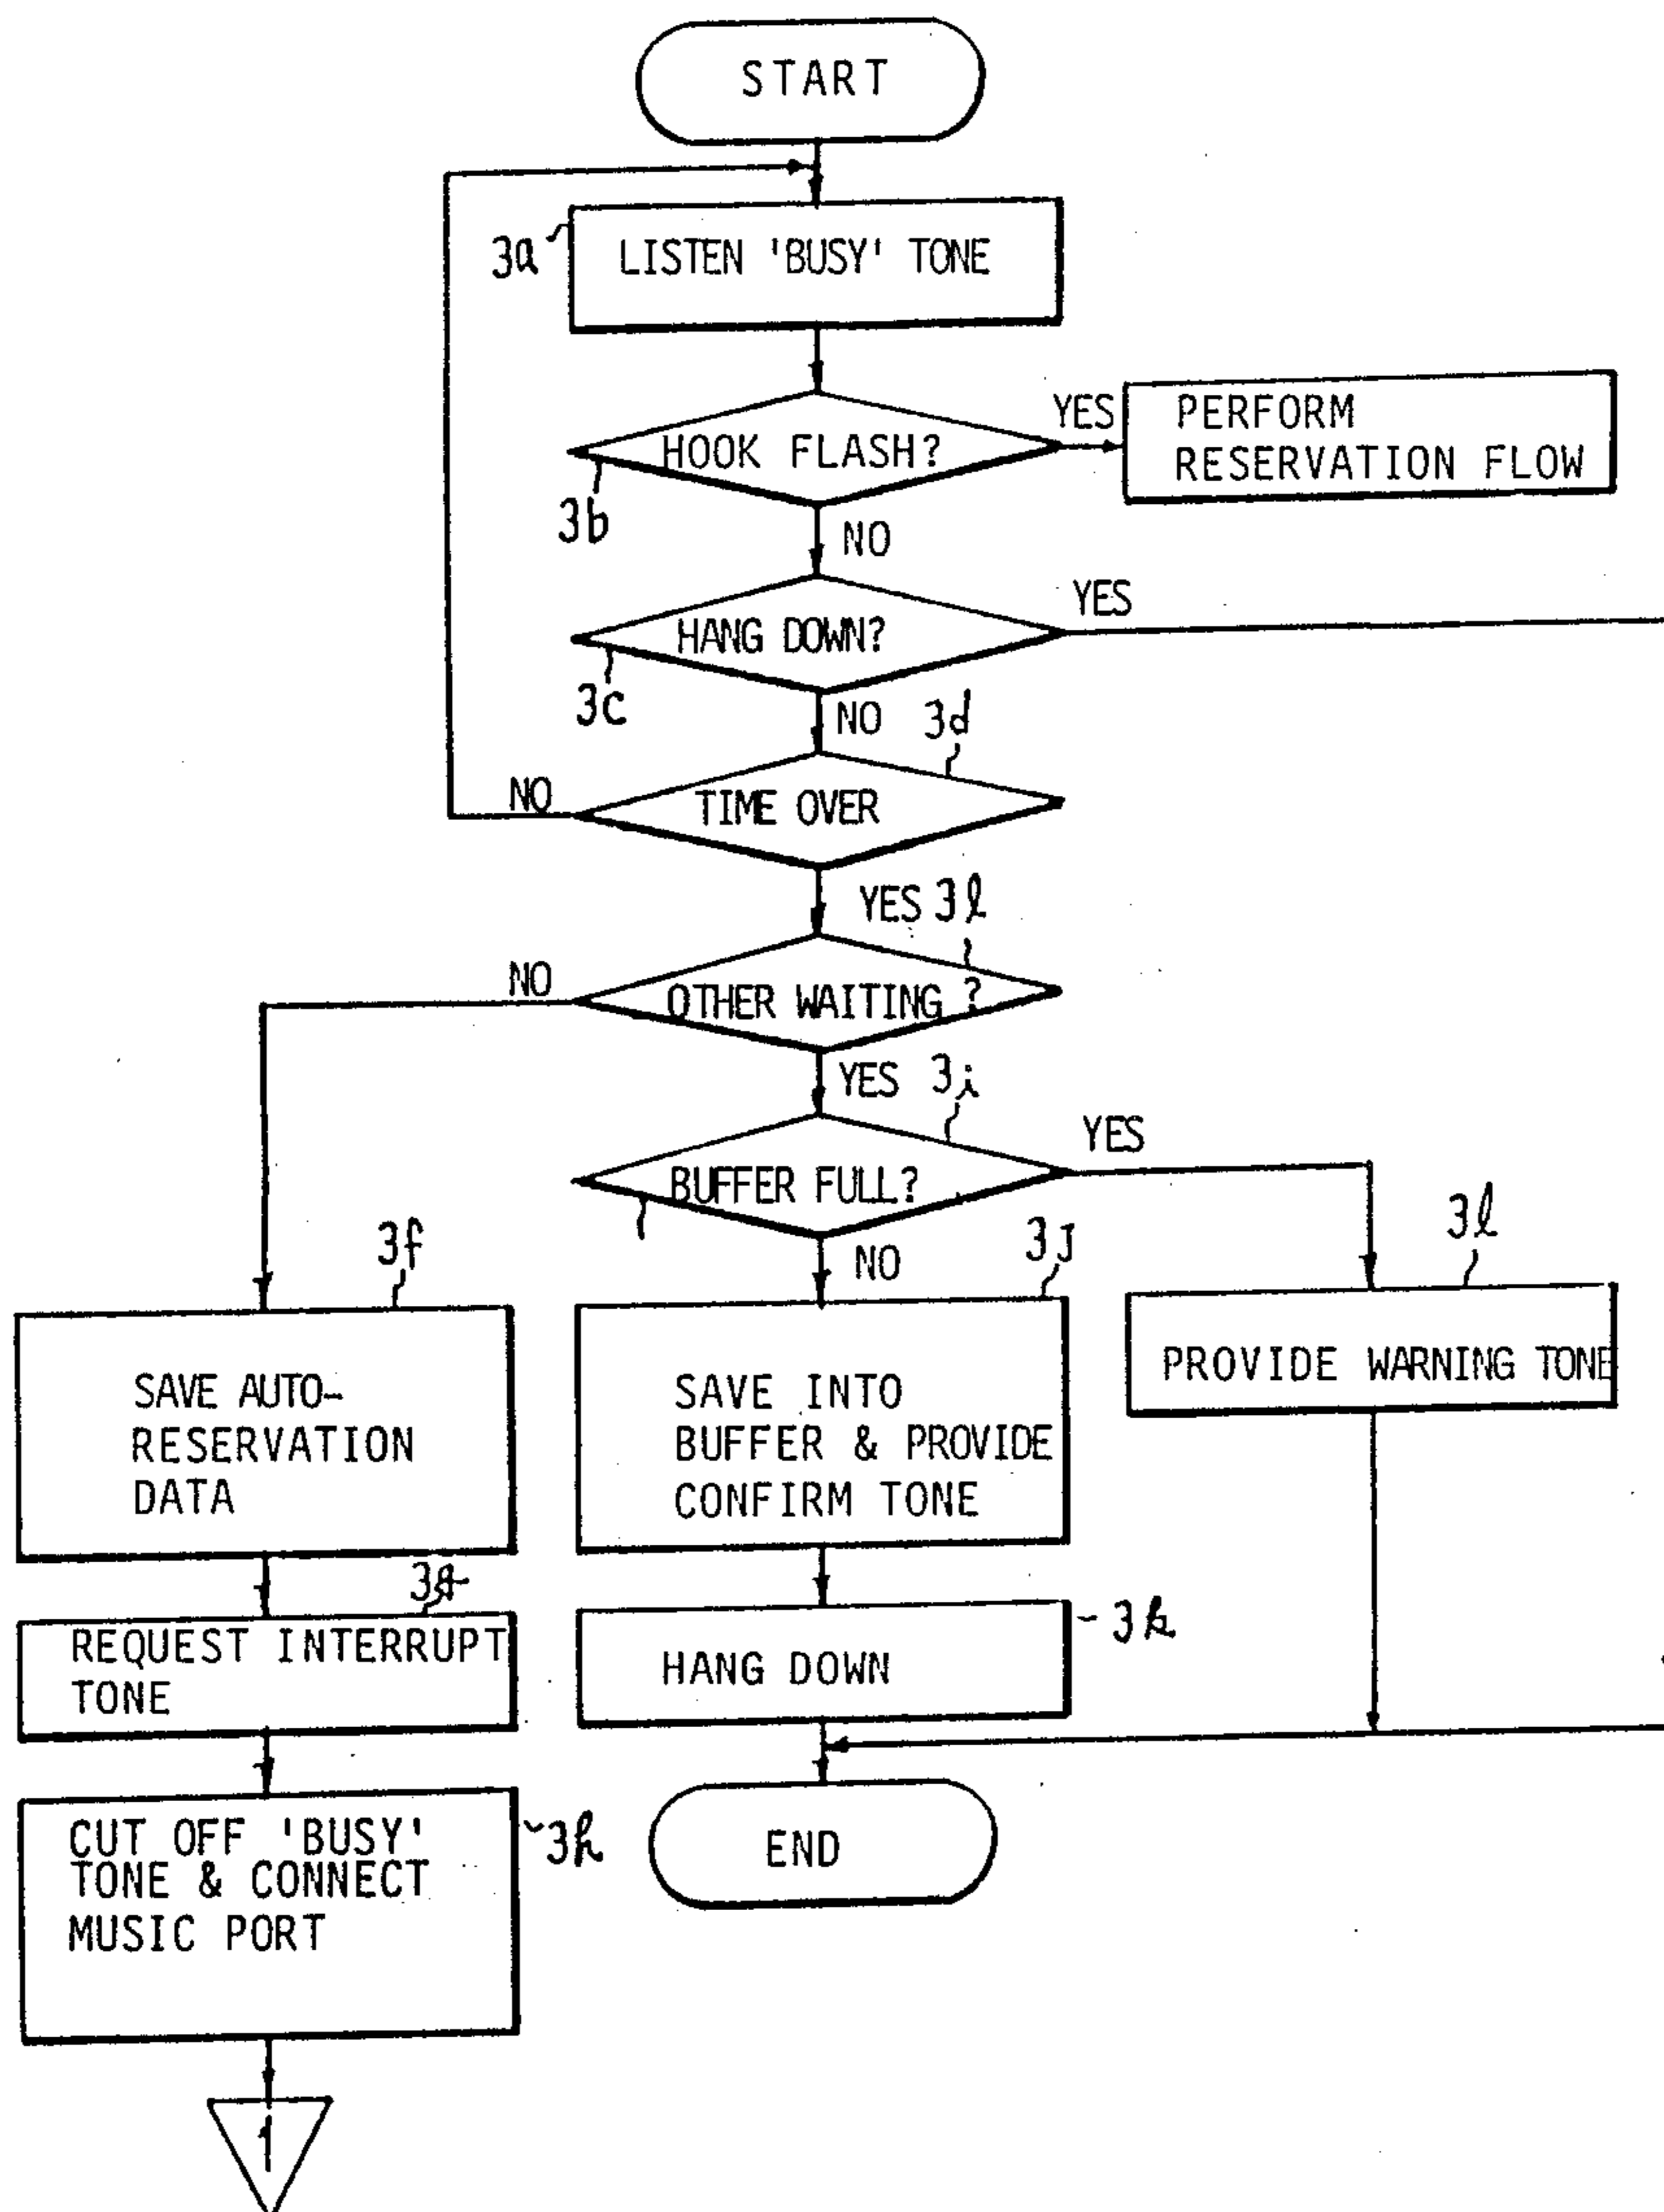 START
3a
LISTEN 'BUSY' TONE
HOOK FLASH?
YES
PERFORM
RESERVATION FLOW
3b
NO
HANG DOWN?
YES
3c
NO
3d
TIME OVER
NO
YES
3l
OTHER WAITING ?
NO
YES
3i
BUFFER FULL?
YES
NO
3f
SAVE AUTO-
RESERVATION
DATA
3J
SAVE INTO
BUFFER & PROVIDE
CONFIRM TONE
3l
PROVIDE WARNING TONE
3g
REQUEST INTERRUPT
TONE
HANG DOWN
3k
CUT OFF 'BUSY'
TONE & CONNECT
MUSIC PORT
3h
END
1